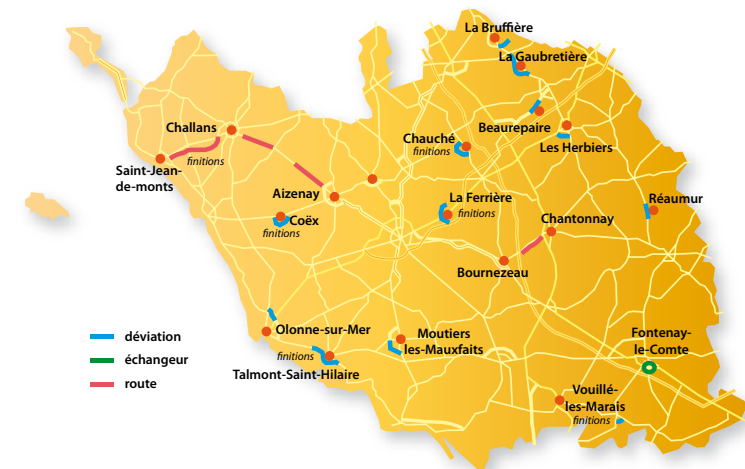 La Bruffière
La Gaubretière
Challans
Chauché
finitions
Beaurepaire
Les Herbiers
finitions
Saint-Jean-
de-monts
Aizenay
La Ferrière
finitions
Réaumur
Coëx
finitions
Chantonnay
Bournezeau
Olonne-sur-Mer
finitions
Talmont-Saint-Hilaire
Moutiers
les-Mauxfaits
Fontenay-
le-Comte
Vouillé-
les-Marais
finitions
déviation
échangeur
route